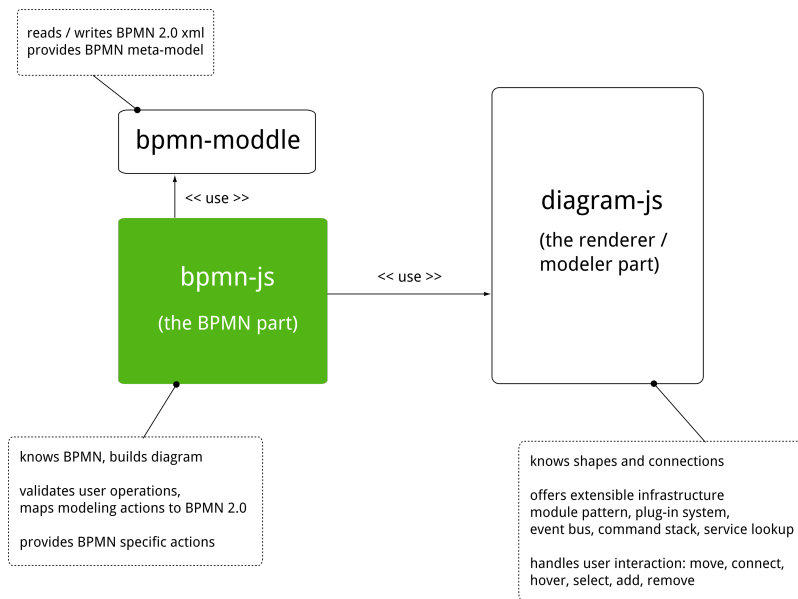 reads / writes BPMN 2.0 xml
provides BPMN meta-model
bpmn-moddle
<< use >>
bpmn-js
(the BPMN part)
<< use >>
diagram-js
(the renderer /
modeler part)
knows BPMN, builds diagram
validates user operations,
maps modeling actions to BPMN 2.0
provides BPMN specific actions
knows shapes and connections
offers extensible infrastructure
module pattern, plug-in system,
event bus, command stack, service lookup
handles user interaction: move, connect,
hover, select, add, remove